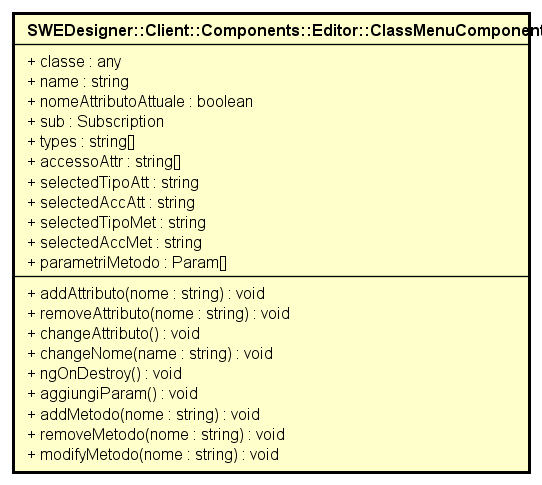 SWEDesigner::Client::Components::Editor::ClassMenuComponent
+ classe : any
+ name : string
+ nomeAttributoAttuale : boolean
+ sub : Subscription
+ types : string[]
+ accessoAttr : string[]
+ selectedTipoAtt : string
+ selectedAccAtt : string
+ selectedTipoMet : string
+ selectedAccMet : string
+ parametriMetodo : Param[]
+ addAttributo(nome : string) : void
+ removeAttributo(nome : string) : void
+ changeAttributo() : void
+ changeNome(name : string) : void
+ ngOnDestroy() : void
+ aggiungiParam() : void
+ addMetodo(nome : string) : void
+ removeMetodo(nome : string) : void
+ modifyMetodo(nome : string) : void